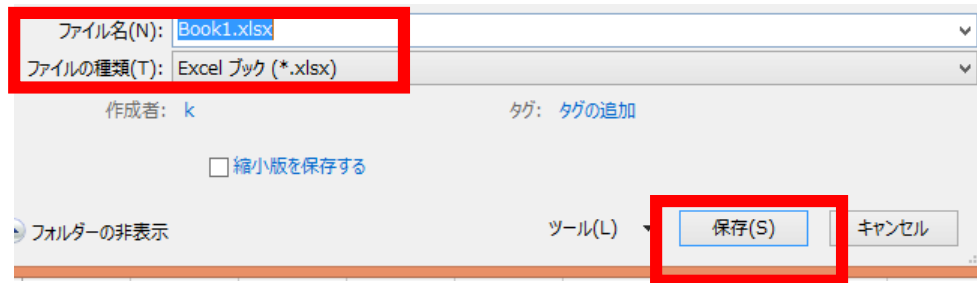 ファイル名(N): Book1.xlsx
ファイルの種類(T): Excel ブック (*.xlsx)
作成者: k タグ: タグの追加
縮小版を保存する
フォルダーの非表示 ツール(L) 保存(S) キャンセル